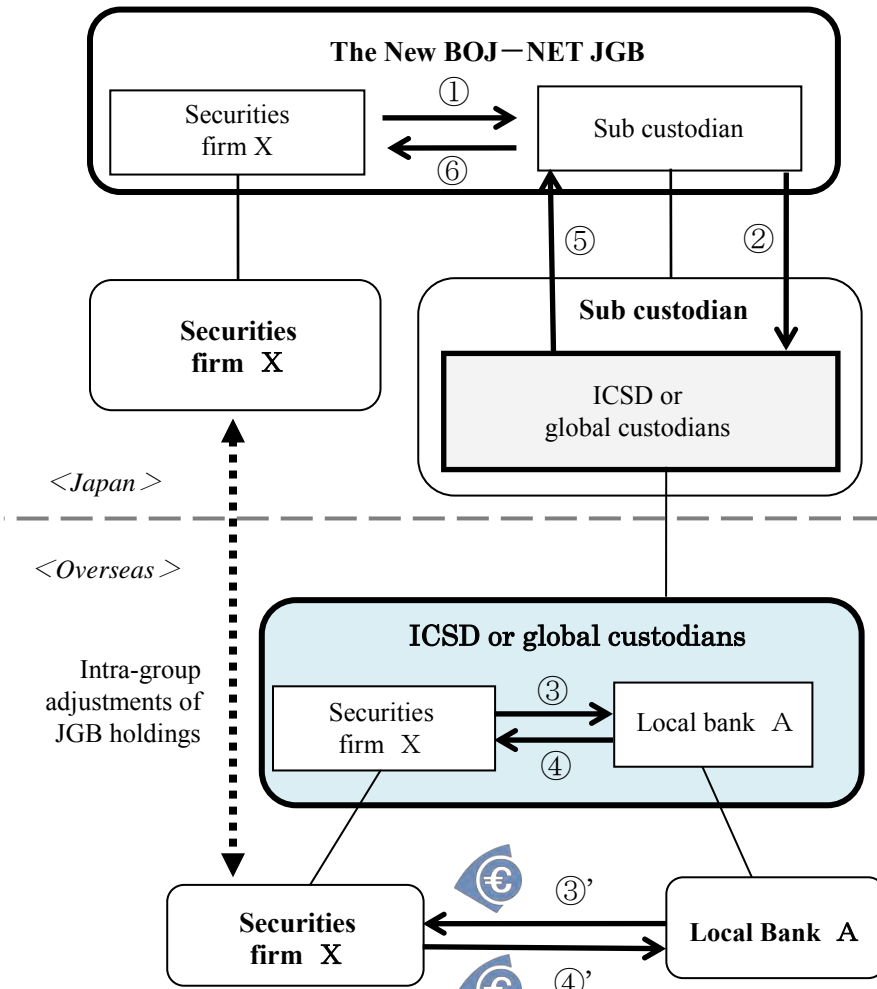 The New BOJ－NET JGB
Securities
firm X
①
⑥
Sub custodian
⑤
②
Securities
firm X
Sub custodian
ICSD or
global custodians
＜Japan＞
＜Overseas＞
Intra-group
adjustments of
JGB holdings
ICSD or global custodians
Securities
firm X
③
④
Local bank A
€
③’
Securities
firm X
Local Bank A
€
④’